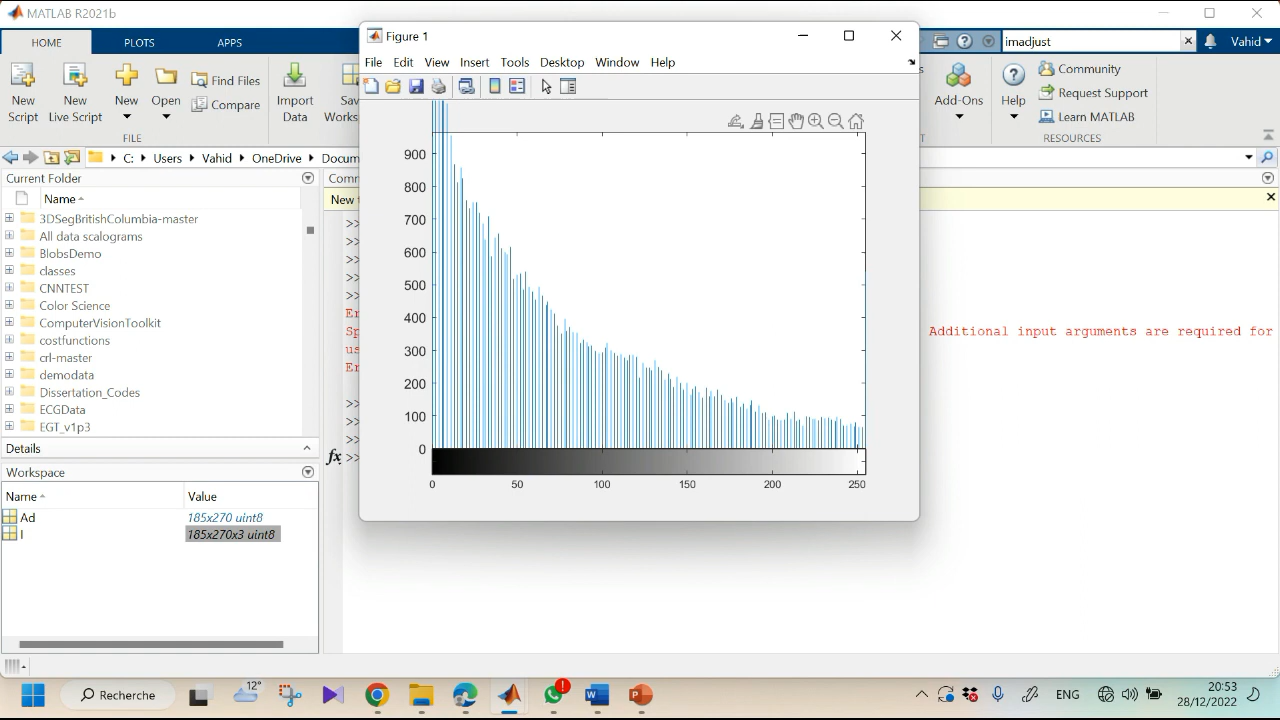 MATLAB R2021b
HOME PLOTS APPS
imadjust
Vahid
New Script
New Live Script
New
Open
Find Files
Compare
Import Data
FILE
Add-Ons
Help
Community
Request Support
Learn MATLAB
RESOURCES
C: Users Vahid OneDrive
Current Folder
Name
3DSegBritishColumbia-master
All data scalograms
BlobsDemo
classes
CNNTEST
Color Science
ComputerVisionToolkit
costfunctions
crl-master
demodata
Dissertation_Codes
ECGData
EGT_v1p3
Details
Workspace
Name Value
Ad 185x270 uint8
I 185x270x3 uint8
New
>>
>>
>>
>>
>>
Additional input arguments are required for
>>
>>
>>
fx >>
Figure 1
File Edit View Insert Tools Desktop Window Help
900
800
700
600
500
400
300
200
100
0
0 50 100 150 200 250
Recherche
12°
ENG
20:53
28/12/2022